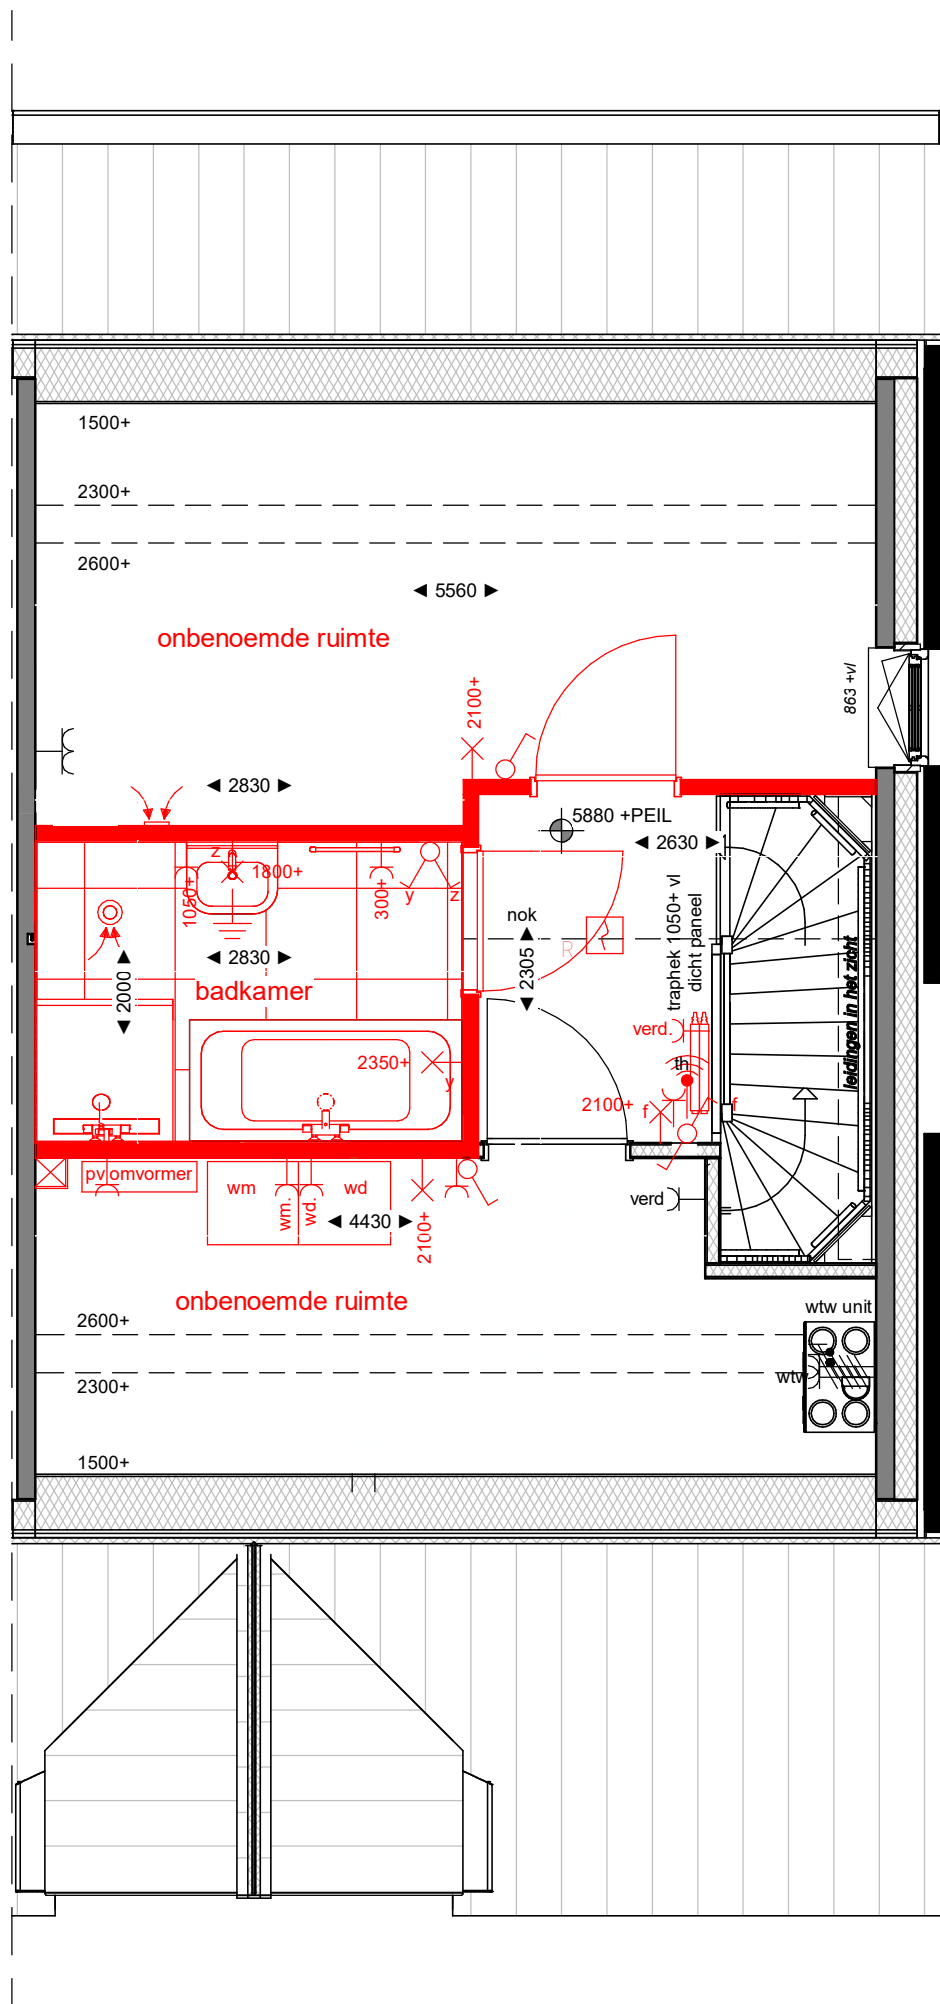 1500+
2300+
2600+
5560
onbenoemde ruimte
863 +vl
2100+
2830
5880 +PEIL
2630
z
1800+
1050+
300+
y
z
nok
2305
R
traphek 1050+ vl
dicht paneel
leidingen in het zicht
2830
2000
badkamer
verd.
2350+
y
th
2100+
f
f
pv omvormer
wm
wd
wm.
wd.
4430
2100+
verd
onbenoemde ruimte
wtw unit
2600+
wtw
2300+
1500+